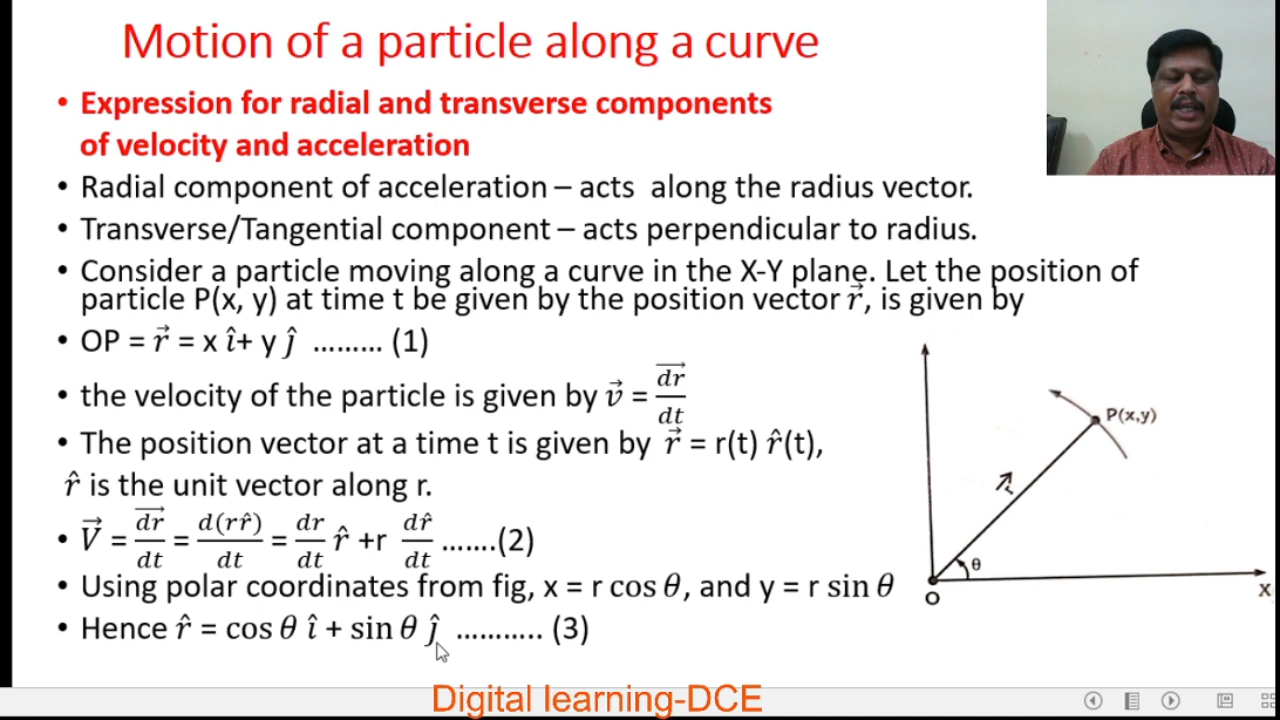 Motion of a particle along a curve
• Expression for radial and transverse components
of velocity and acceleration
• Radial component of acceleration – acts along the radius vector.
• Transverse/Tangential component – acts perpendicular to radius.
• Consider a particle moving along a curve in the X-Y plane. Let the position of
particle P(x, y) at time t be given by the position vector r⃗, is given by
• OP = r⃗ = x î+ y ĵ ……… (1)
• the velocity of the particle is given by v⃗ = dr⃗/dt
• The position vector at a time t is given by r⃗ = r(t) r̂(t),
r̂ is the unit vector along r.
• V⃗ = dr⃗/dt = d(rr̂)/dt = dr/dt r̂ +r dr̂/dt …….(2)
• Using polar coordinates from fig, x = r cos θ, and y = r sin θ
• Hence r̂ = cos θ î + sin θ ĵ ……….. (3)
P(x,y)
r⃗
θ
O
X
Digital learning-DCE